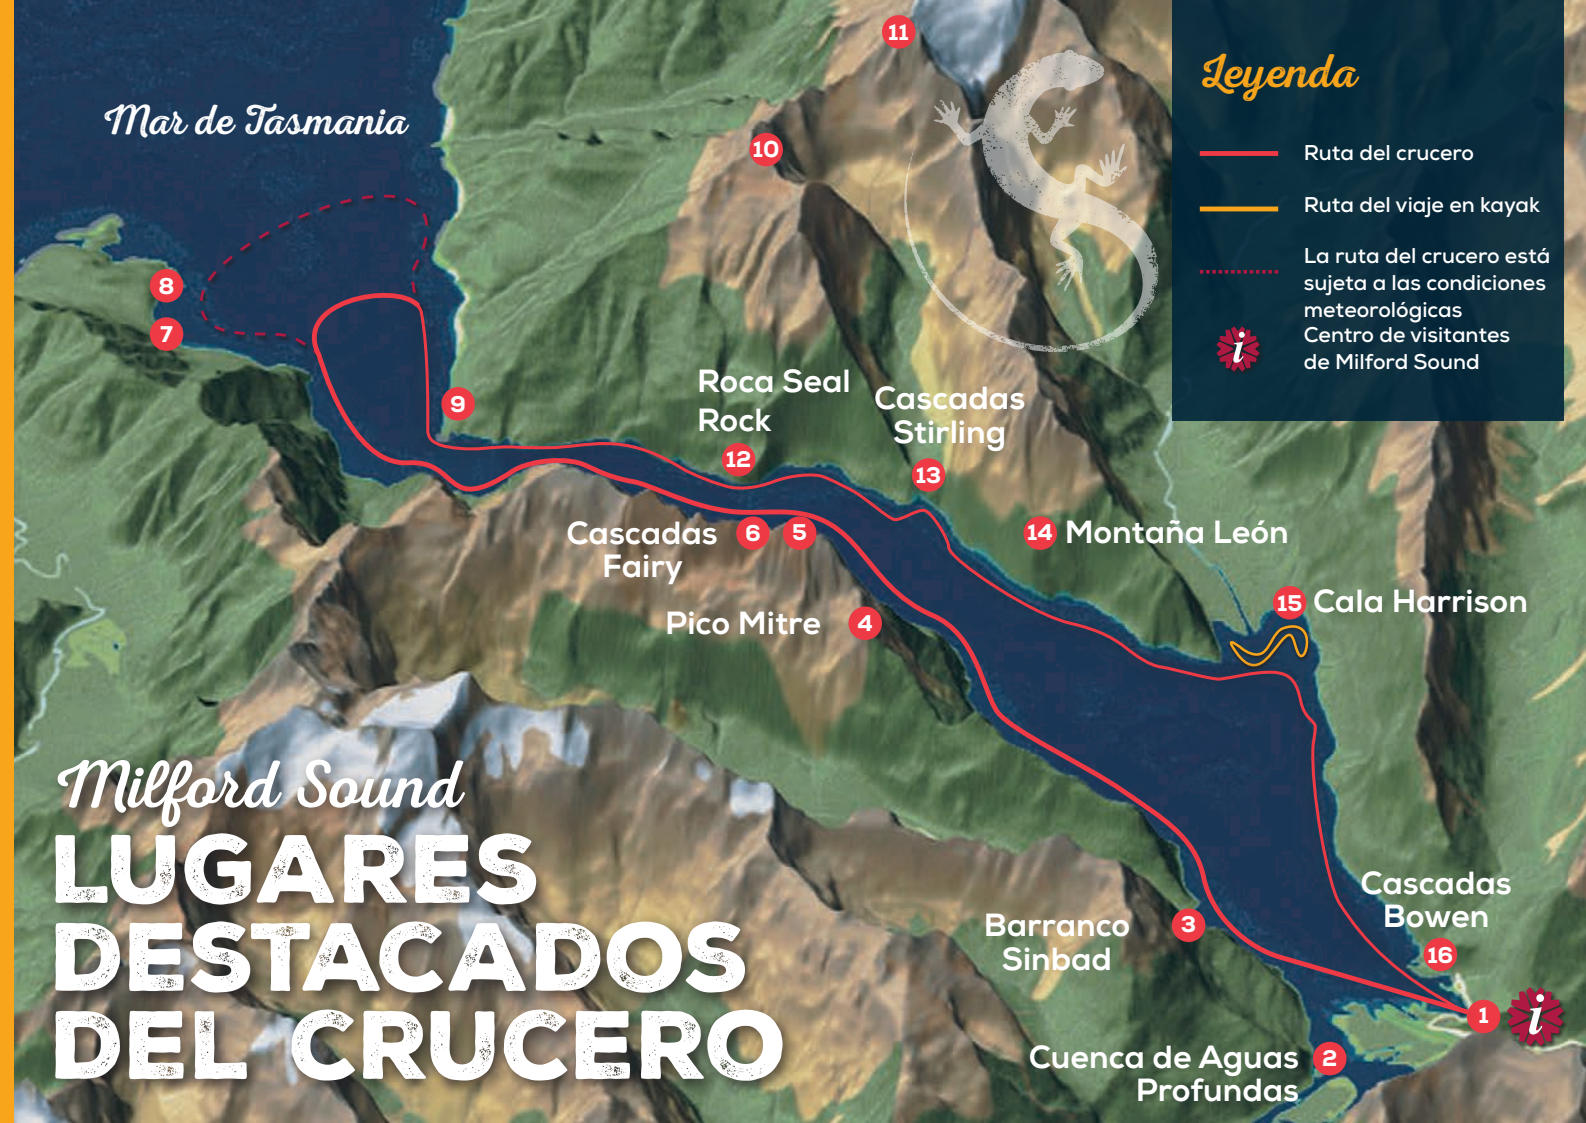 Mar de Tasmania
Leyenda
Ruta del crucero
Ruta del viaje en kayak
La ruta del crucero está
sujeta a las condiciones
meteorológicas
Centro de visitantes
de Milford Sound
i
11
10
8
7
9
Roca Seal
Rock
12
Cascadas
Stirling
13
Cascadas
Fairy
6
5
14 Montaña León
15 Cala Harrison
Pico Mitre 4
Milford Sound
LUGARES
DESTACADOS
DEL CRUCERO
Barranco
Sinbad
3
Cascadas
Bowen
16
1
i
Cuenca de Aguas
Profundas
2